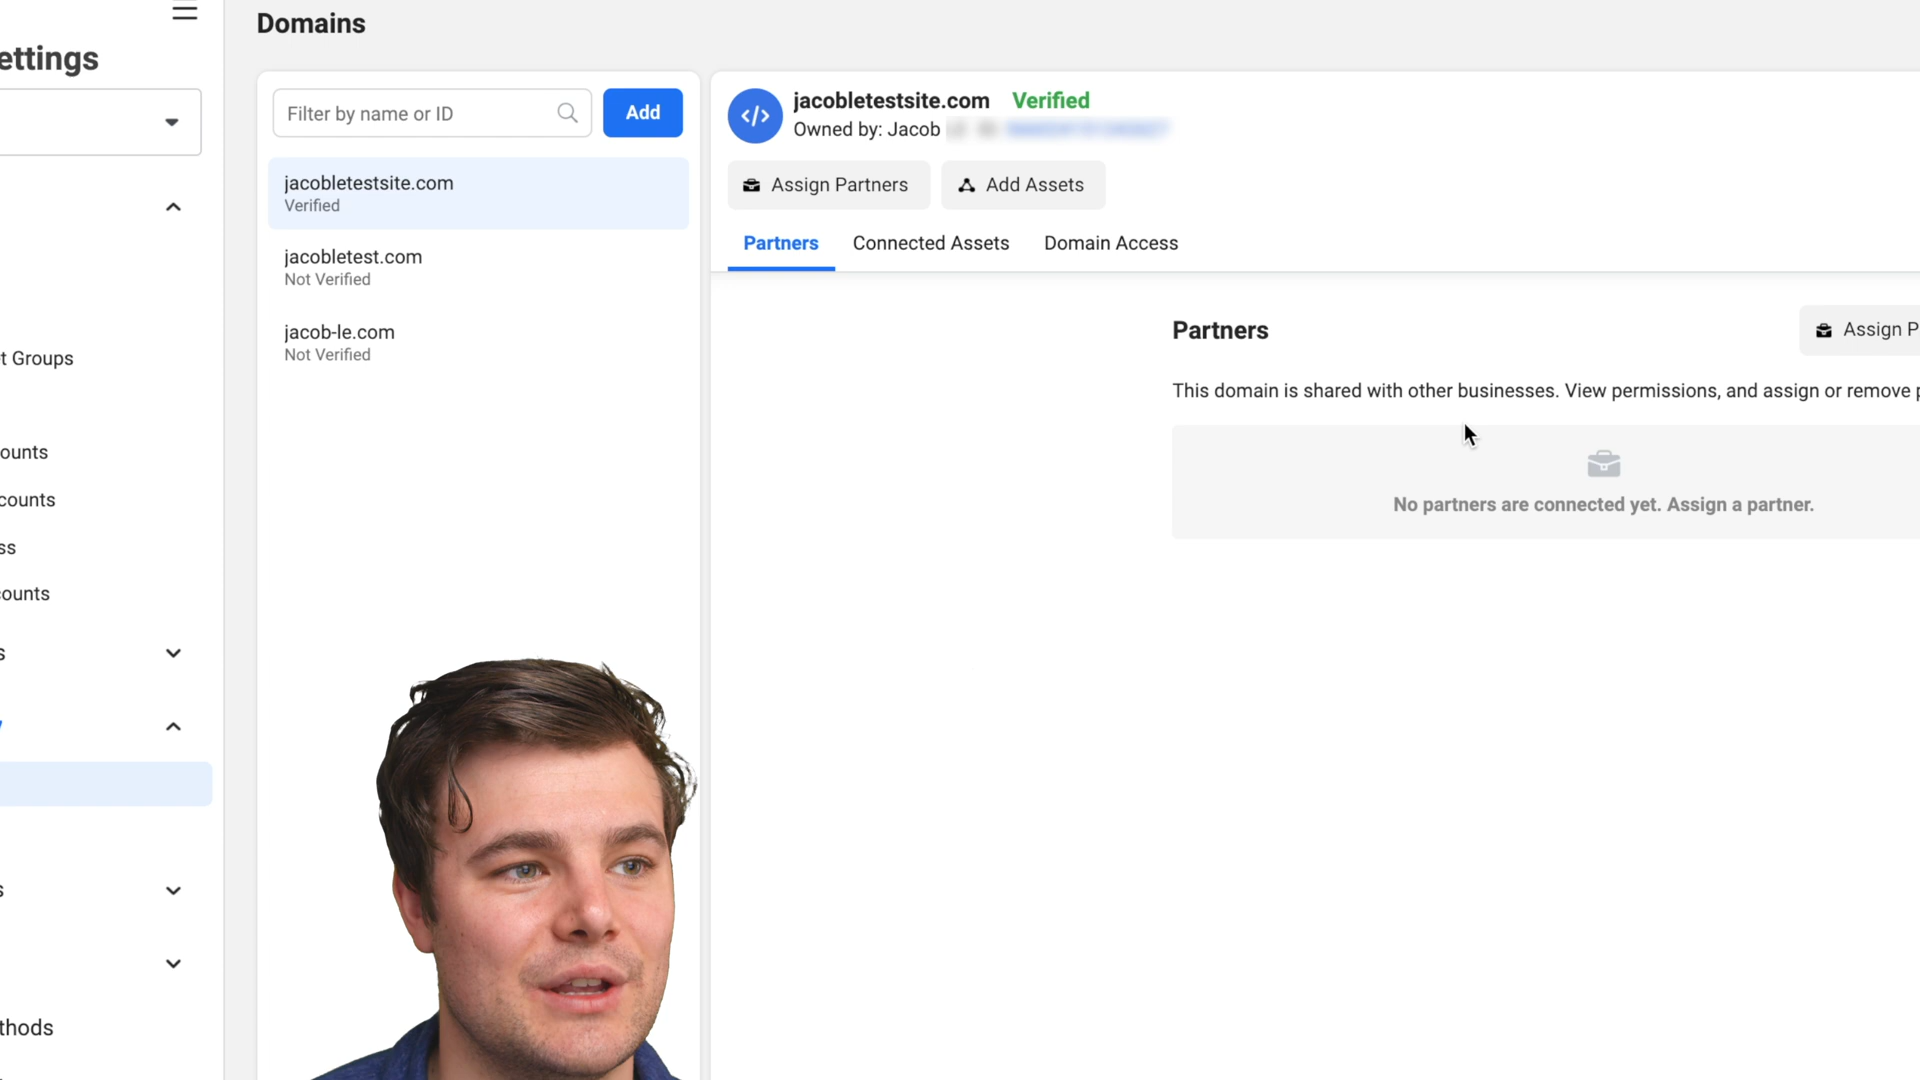 Domains
ettings
Filter by name or ID
Add
jacobletestsite.com
Verified
jacobletest.com
Not Verified
jacob-le.com
Not Verified
t Groups
ounts
counts
ss
counts
s
s
thods
jacobletestsite.com Verified
Owned by: Jacob
Assign Partners
Add Assets
Partners
Connected Assets
Domain Access
Partners
Assign P
This domain is shared with other businesses. View permissions, and assign or remove p
No partners are connected yet. Assign a partner.